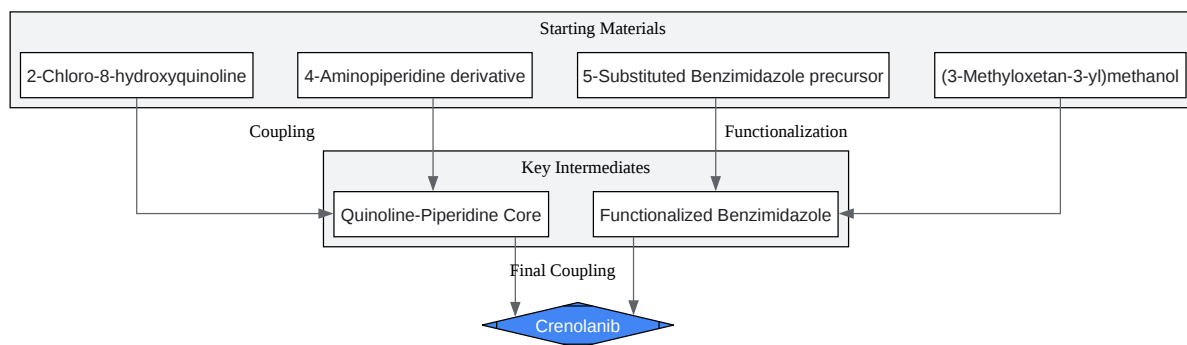 Starting Materials
2-Chloro-8-hydroxyquinoline
4-Aminopiperidine derivative
5-Substituted Benzimidazole precursor
(3-Methyloxetan-3-yl)methanol
Coupling
Functionalization
Key Intermediates
Quinoline-Piperidine Core
Functionalized Benzimidazole
Final Coupling
Crenolanib